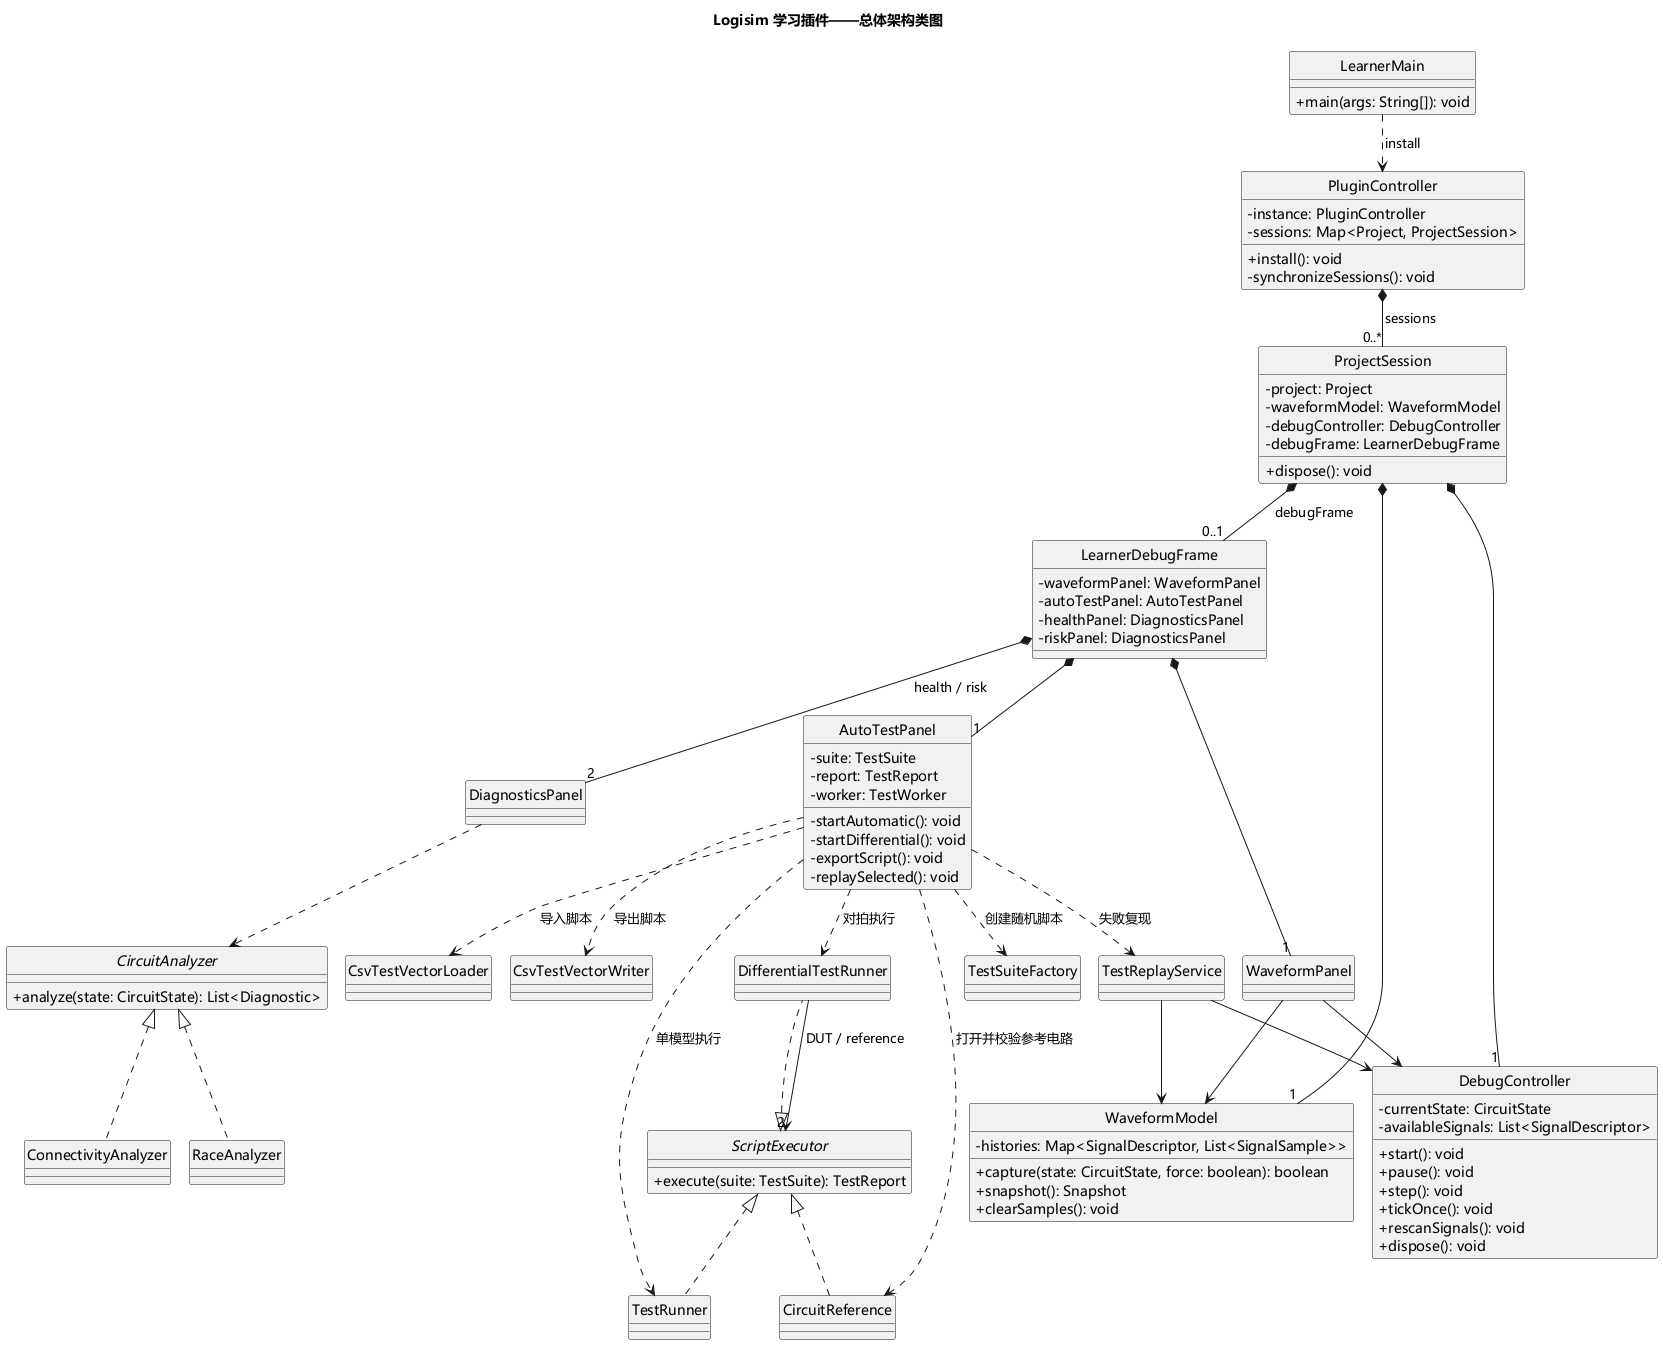 Logisim 学习插件——总体架构类图
LearnerMain
+main(args: String[]): void
install
PluginController
-instance: PluginController
-sessions: Map<Project, ProjectSession>
+install(): void
-synchronizeSessions(): void
sessions
0..*
ProjectSession
-project: Project
-waveformModel: WaveformModel
-debugController: DebugController
-debugFrame: LearnerDebugFrame
+dispose(): void
debugFrame
0..1
LearnerDebugFrame
-waveformPanel: WaveformPanel
-autoTestPanel: AutoTestPanel
-healthPanel: DiagnosticsPanel
-riskPanel: DiagnosticsPanel
health / risk
1
2
AutoTestPanel
-suite: TestSuite
-report: TestReport
-worker: TestWorker
-startAutomatic(): void
-startDifferential(): void
-exportScript(): void
-replaySelected(): void
DiagnosticsPanel
导入脚本
导出脚本
对拍执行
创建随机脚本
失败复现
1
CircuitAnalyzer
+analyze(state: CircuitState): List<Diagnostic>
CsvTestVectorLoader
CsvTestVectorWriter
DifferentialTestRunner
TestSuiteFactory
TestReplayService
WaveformPanel
单模型执行
DUT / reference
打开并校验参考电路
1
1
2
ConnectivityAnalyzer
RaceAnalyzer
ScriptExecutor
+execute(suite: TestSuite): TestReport
WaveformModel
-histories: Map<SignalDescriptor, List<SignalSample>>
+capture(state: CircuitState, force: boolean): boolean
+snapshot(): Snapshot
+clearSamples(): void
DebugController
-currentState: CircuitState
-availableSignals: List<SignalDescriptor>
+start(): void
+pause(): void
+step(): void
+tickOnce(): void
+rescanSignals(): void
+dispose(): void
TestRunner
CircuitReference